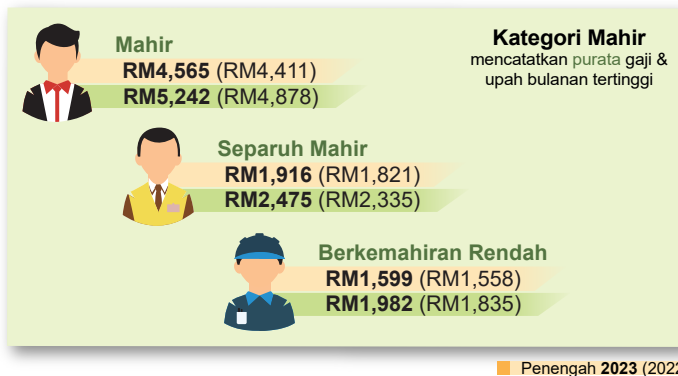 Mahir
RM4,565 (RM4,411)
RM5,242 (RM4,878)
Kategori Mahir
mencatatkan purata gaji &
upah bulanan tertinggi
Separuh Mahir
RM1,916 (RM1,821)
RM2,475 (RM2,335)
Berkemahiran Rendah
RM1,599 (RM1,558)
RM1,982 (RM1,835)
Penengah 2023 (2022